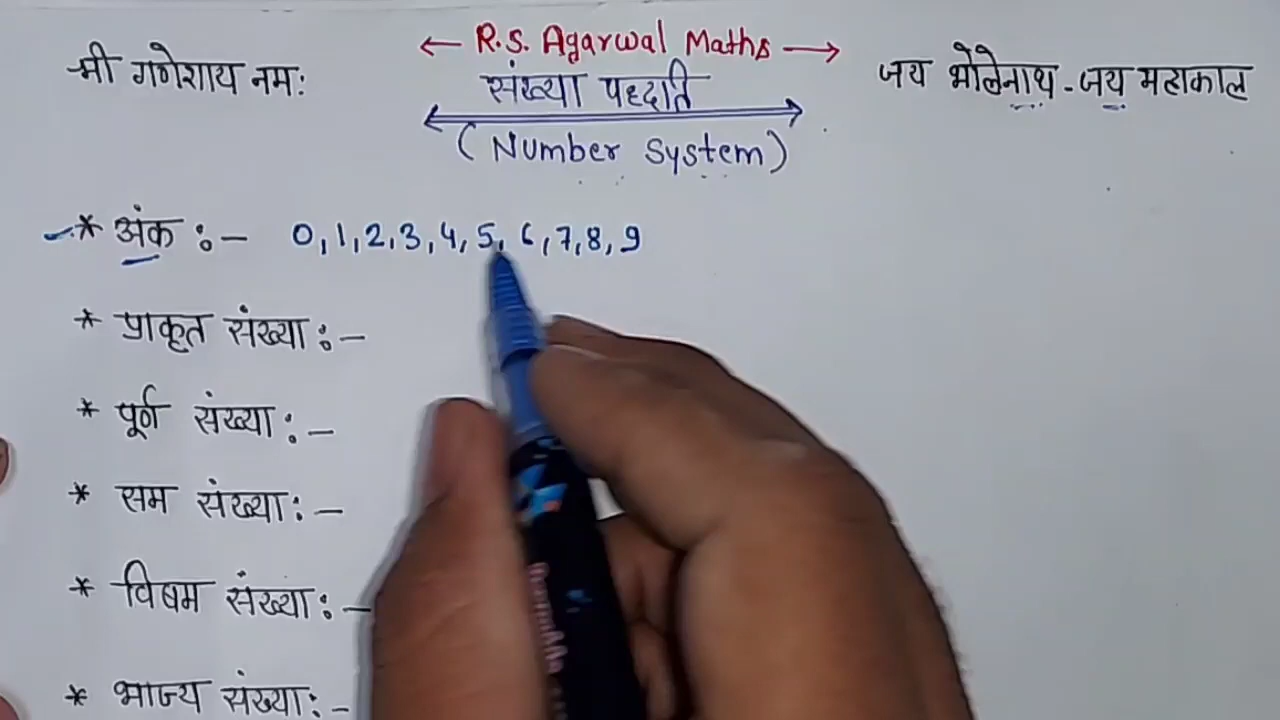 श्री गणेशाय नमः
← R.S. Agarwal Maths →
संख्या पद्धति
(Number System)
जय भोलेनाथ - जय महाकाल
* अंक :- 0, 1, 2, 3, 4, 5, 6, 7, 8, 9
* प्राकृत संख्या :-
* पूर्ण संख्या :-
* सम संख्या :-
* विषम संख्या :-
* भाज्य संख्या :-